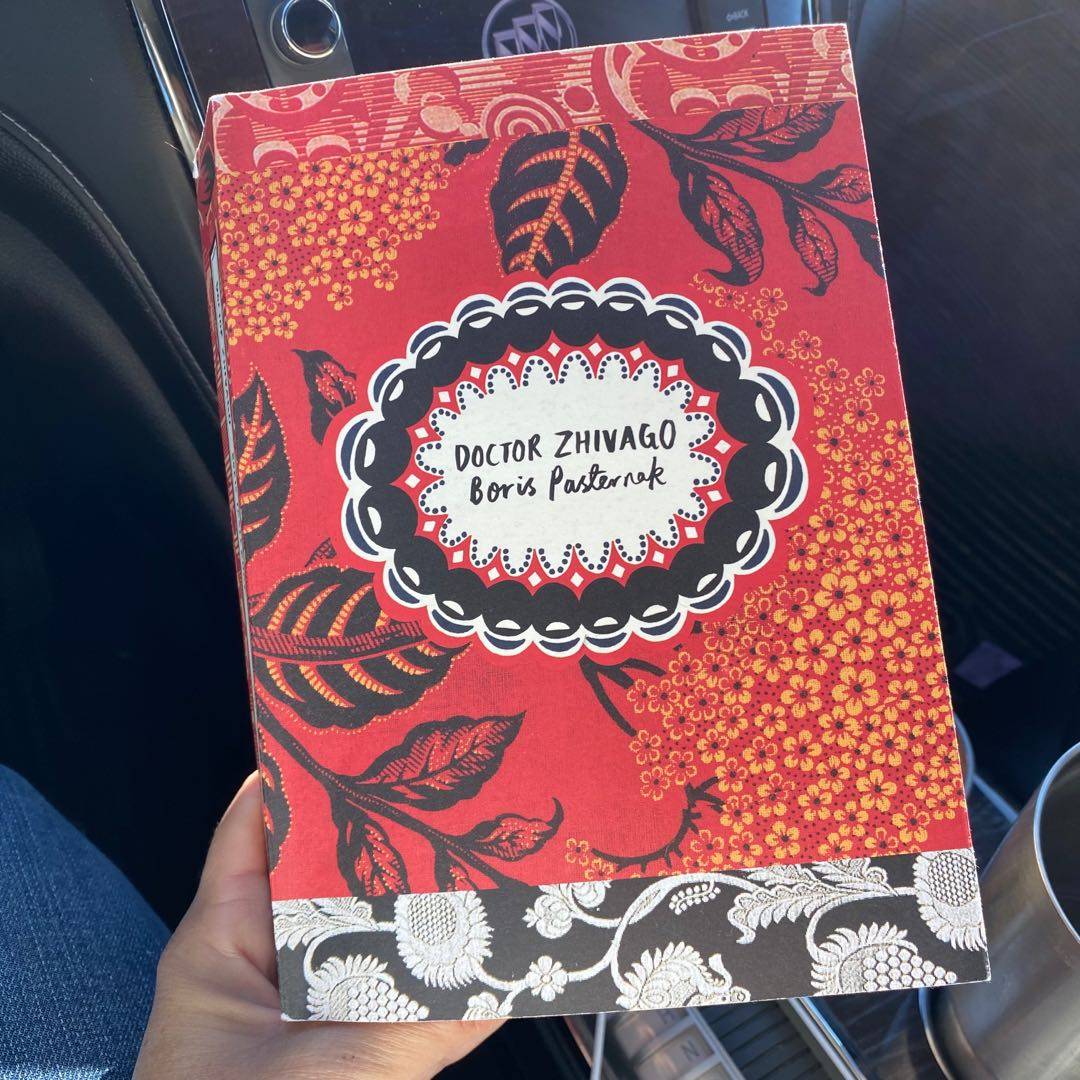 DOCTOR ZHIVAGO
Boris Pasternak
N